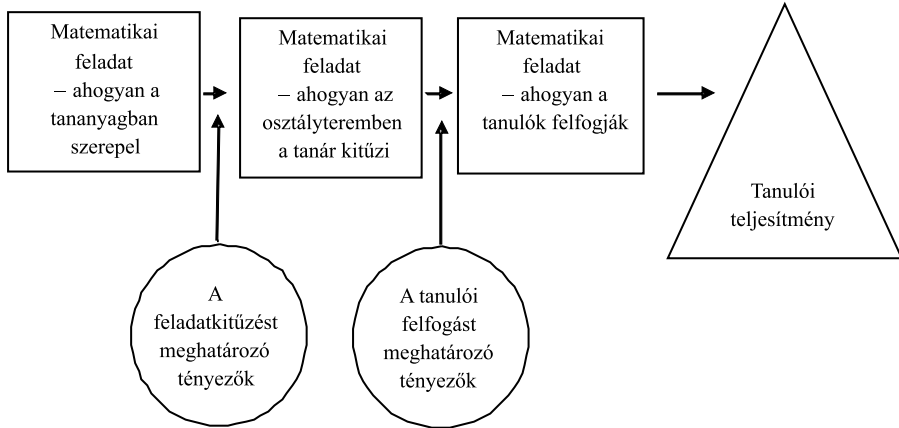 Matematikai
feladat
– ahogyan a
tananyagban
szerepel
Matematikai
feladat
– ahogyan az
osztályteremben
a tanár kitűzi
Matematikai
feladat
– ahogyan a
tanulók felfogják
Tanulói
teljesítmény
A
feladatkitűzést
meghatározó
tényezők
A tanulói
felfogást
meghatározó
tényezők